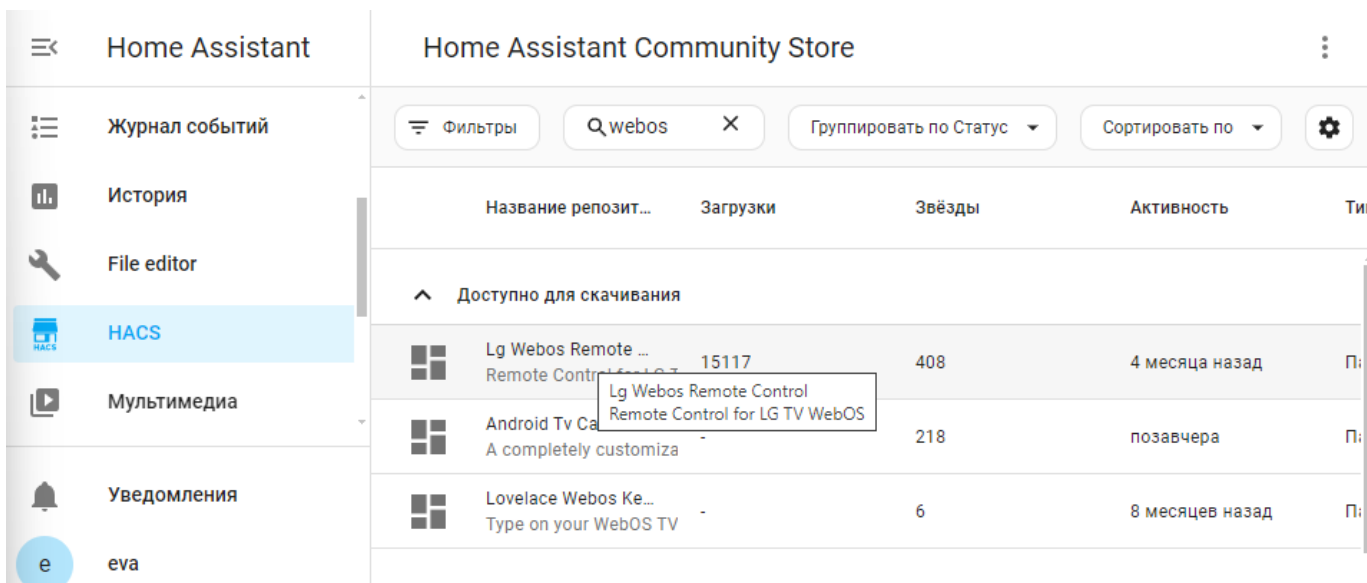 Home Assistant
Home Assistant Community Store
Журнал событий
Фильтры
webos
Группировать по Статус
Сортировать по
История
Название репозит...
Загрузки
Звёзды
Активность
File editor
Доступно для скачивания
HACS
HACS
Lg Webos Remote ...
15117
408
4 месяца назад
Remote
Lg Webos Remote Control
Remote Control for LG TV WebOS
Мультимедиа
Android Tv
-
218
позавчера
A completely customiza
Уведомления
Lovelace Webos Ke...
-
6
8 месяцев назад
Type on your WebOS TV
e
eva